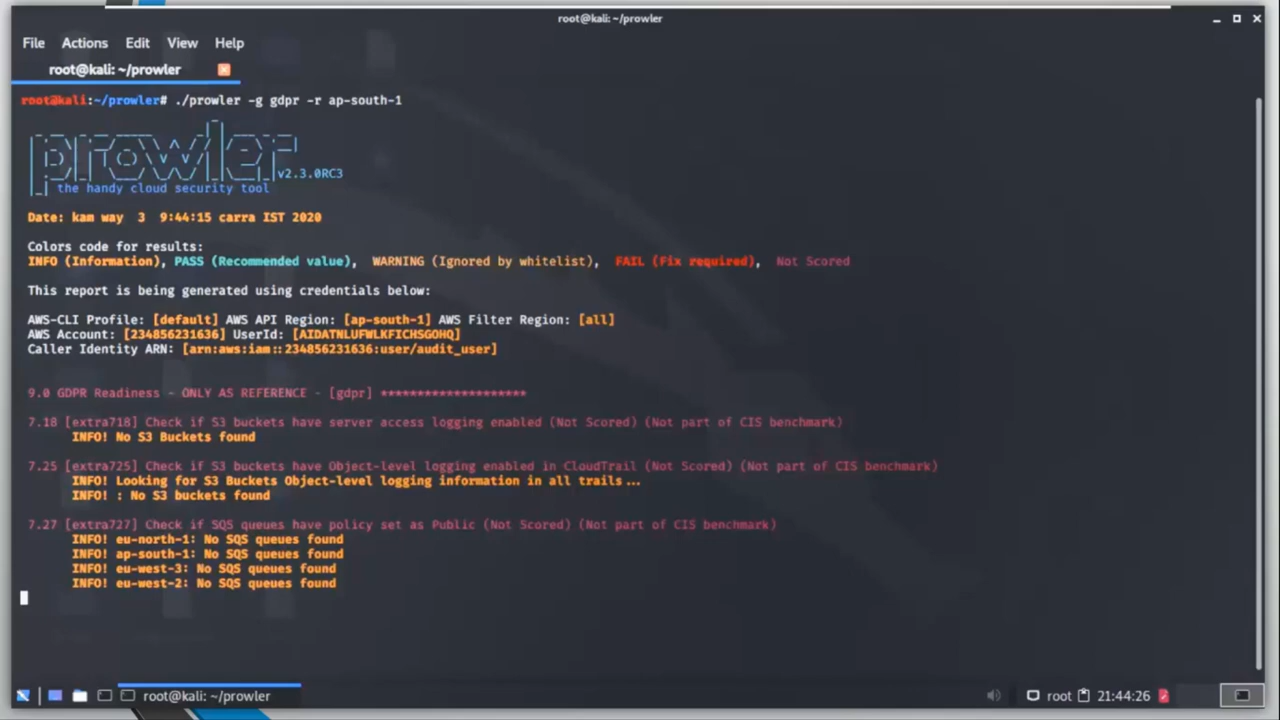 root@kali: ~/prowler
File Actions Edit View Help
root@kali: ~/prowler
root@kali:~/prowler# ./prowler -g gdpr -r ap-south-1
prowler v2.3.0RC3
the handy cloud security tool
Date: kam way 3 9:44:15 carra IST 2020
Colors code for results:
INFO (Information), PASS (Recommended value), WARNING (Ignored by whitelist), FAIL (Fix required), Not Scored
This report is being generated using credentials below:
AWS-CLI Profile: [default] AWS API Region: [ap-south-1] AWS Filter Region: [all]
AWS Account: [234856231636] UserId: [AIDATNLUFWLKFICHSGOHQ]
Caller Identity ARN: [arn:aws:iam::234856231636:user/audit_user]
9.0 GDPR Readiness - ONLY AS REFERENCE - [gdpr] ********************
7.18 [extra718] Check if S3 buckets have server access logging enabled (Not Scored) (Not part of CIS benchmark)
INFO! No S3 Buckets found
7.25 [extra725] Check if S3 buckets have Object-level logging enabled in CloudTrail (Not Scored) (Not part of CIS benchmark)
INFO! Looking for S3 Buckets Object-level logging information in all trails...
INFO! : No S3 buckets found
7.27 [extra727] Check if SQS queues have policy set as Public (Not Scored) (Not part of CIS benchmark)
INFO! eu-north-1: No SQS queues found
INFO! ap-south-1: No SQS queues found
INFO! eu-west-3: No SQS queues found
INFO! eu-west-2: No SQS queues found
root@kali: ~/prowler
root 21:44:26